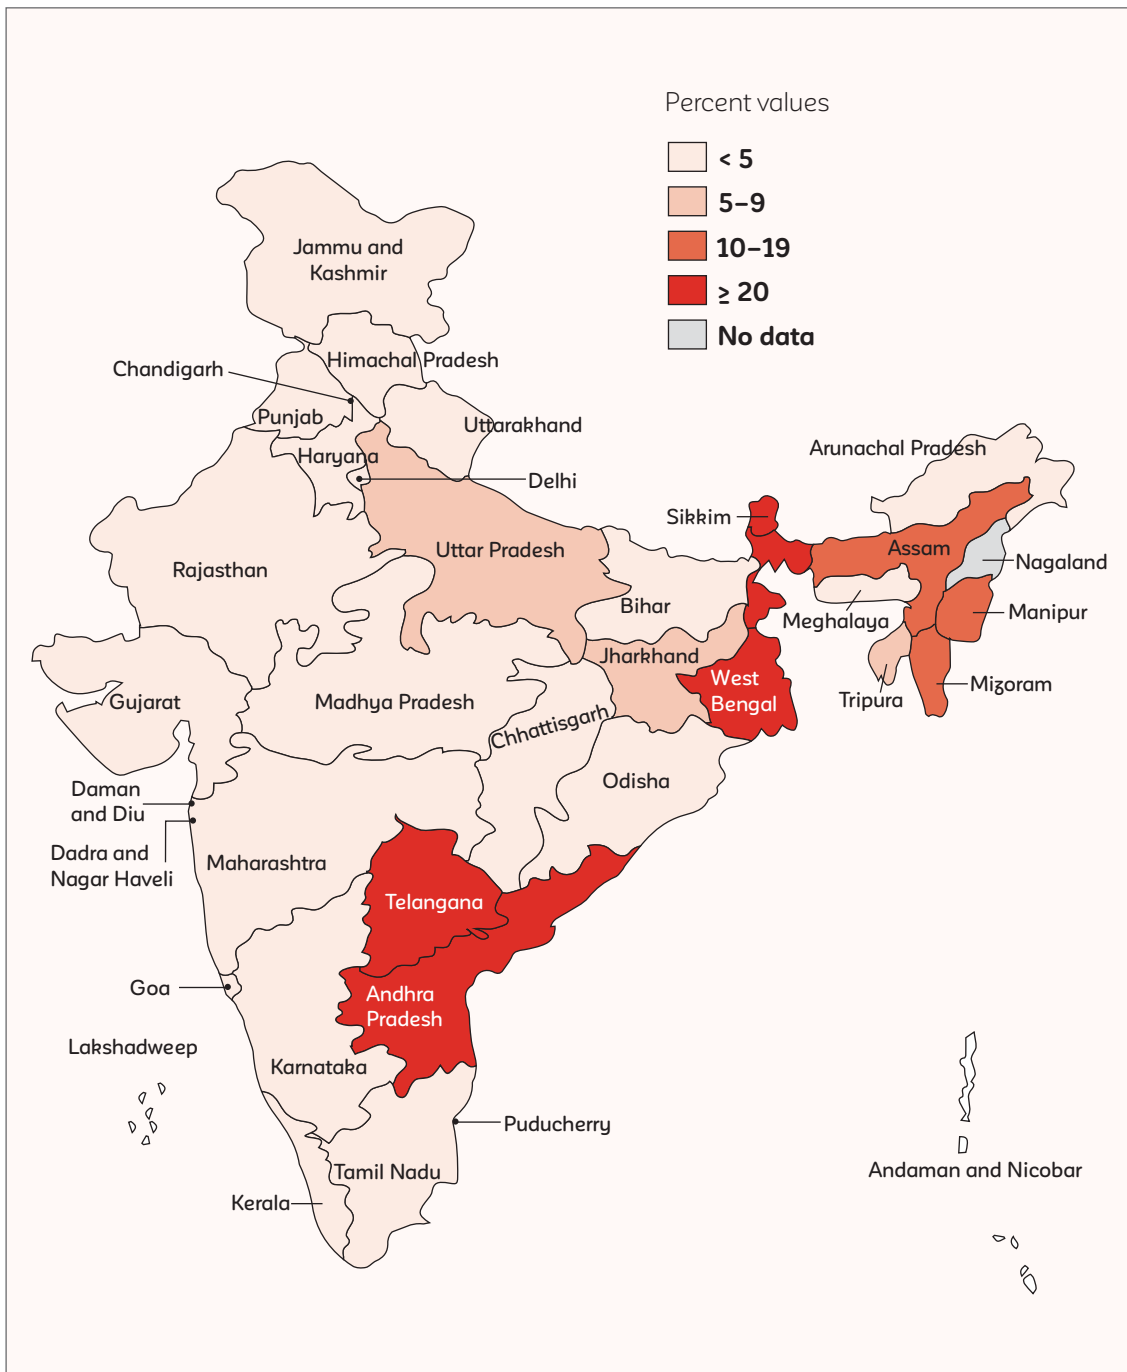 Percent values
< 5
5–9
10–19
≥ 20
No data
Jammu and
Kashmir
Himachal Pradesh
Chandigarh
Punjab
Uttarakhand
Haryana
Delhi
Arunachal Pradesh
Sikkim
Uttar Pradesh
Assam
Nagaland
Rajasthan
Bihar
Meghalaya
Manipur
Jharkhand
West
Bengal
Mizoram
Tripura
Gujarat
Madhya Pradesh
Chhattisgarh
Odisha
Daman
and Diu
Dadra and
Nagar Haveli
Maharashtra
Telangana
Goa
Andhra
Pradesh
Lakshadweep
Karnataka
Puducherry
Tamil Nadu
Andaman and Nicobar
Kerala